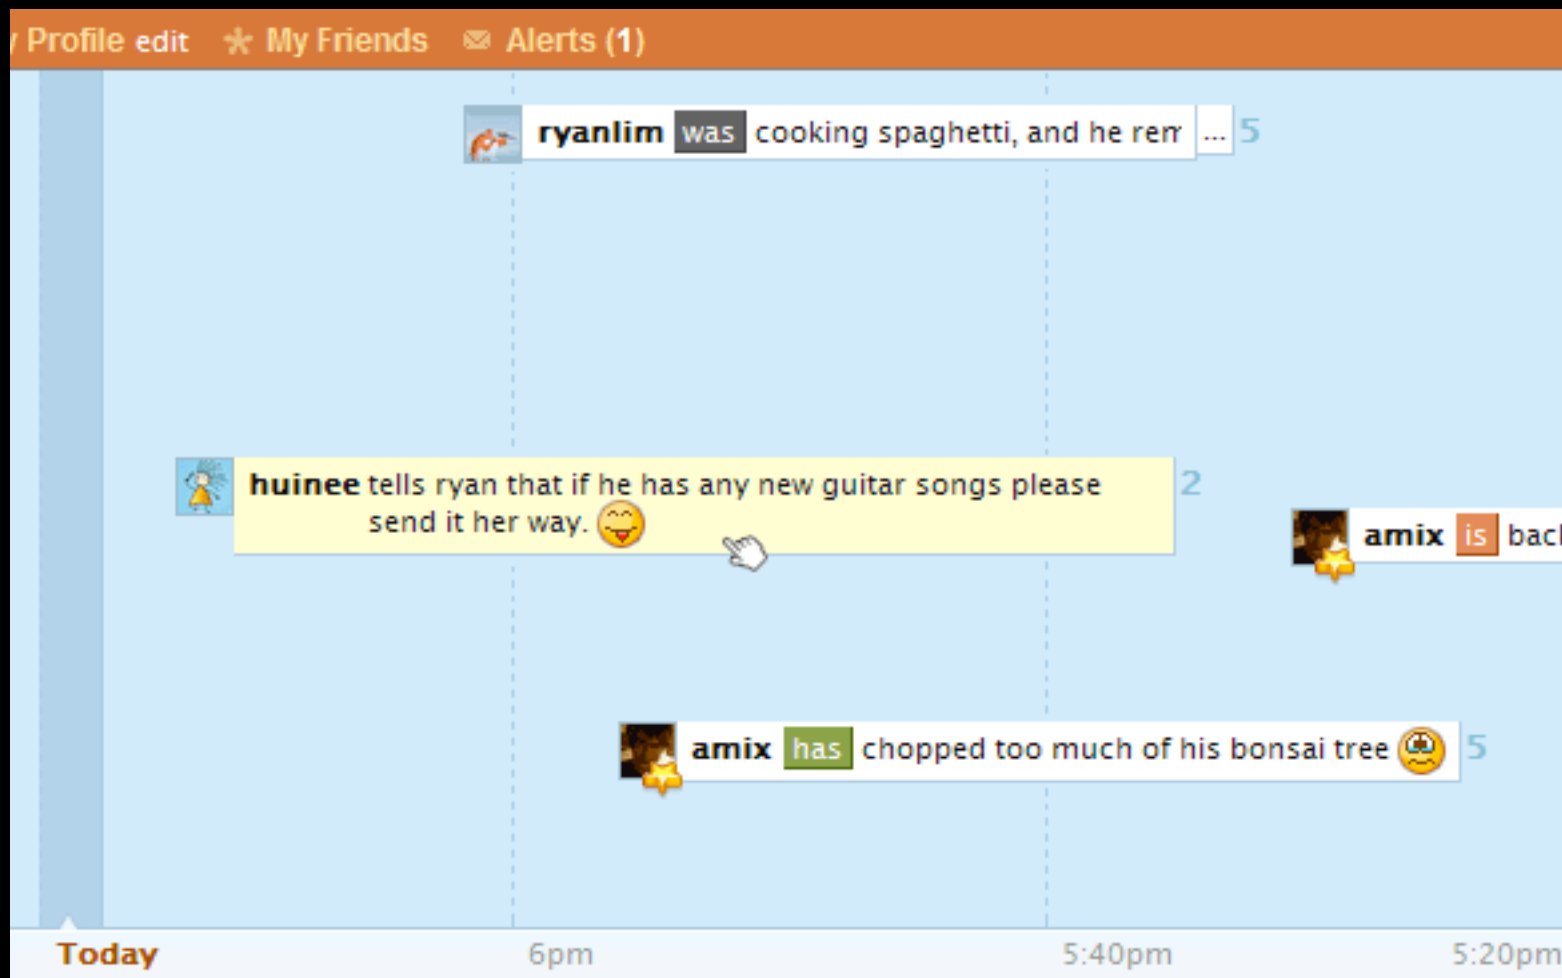 Profile edit My Friends Alerts (1)
ryanlim was cooking spaghetti, and he rem ... 5
huinee tells ryan that if he has any new guitar songs please 2
send it her way.
amix is
amix has chopped too much of his bonsai tree 5
Today 6pm 5:40pm 5:20pm